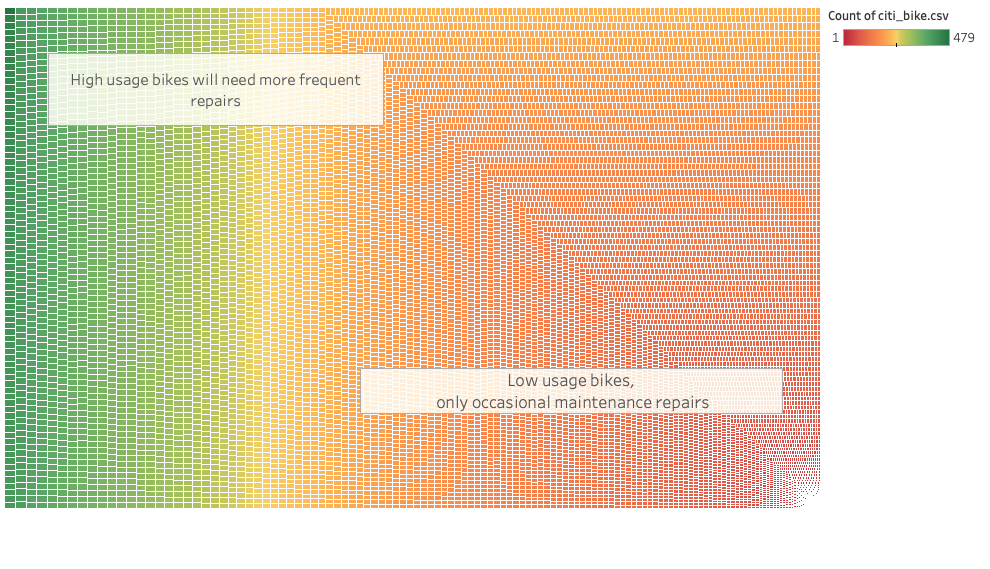 Count of citi_bike.csv
1 479
High usage bikes will need more frequent
repairs
Low usage bikes,
only occasional maintenance repairs